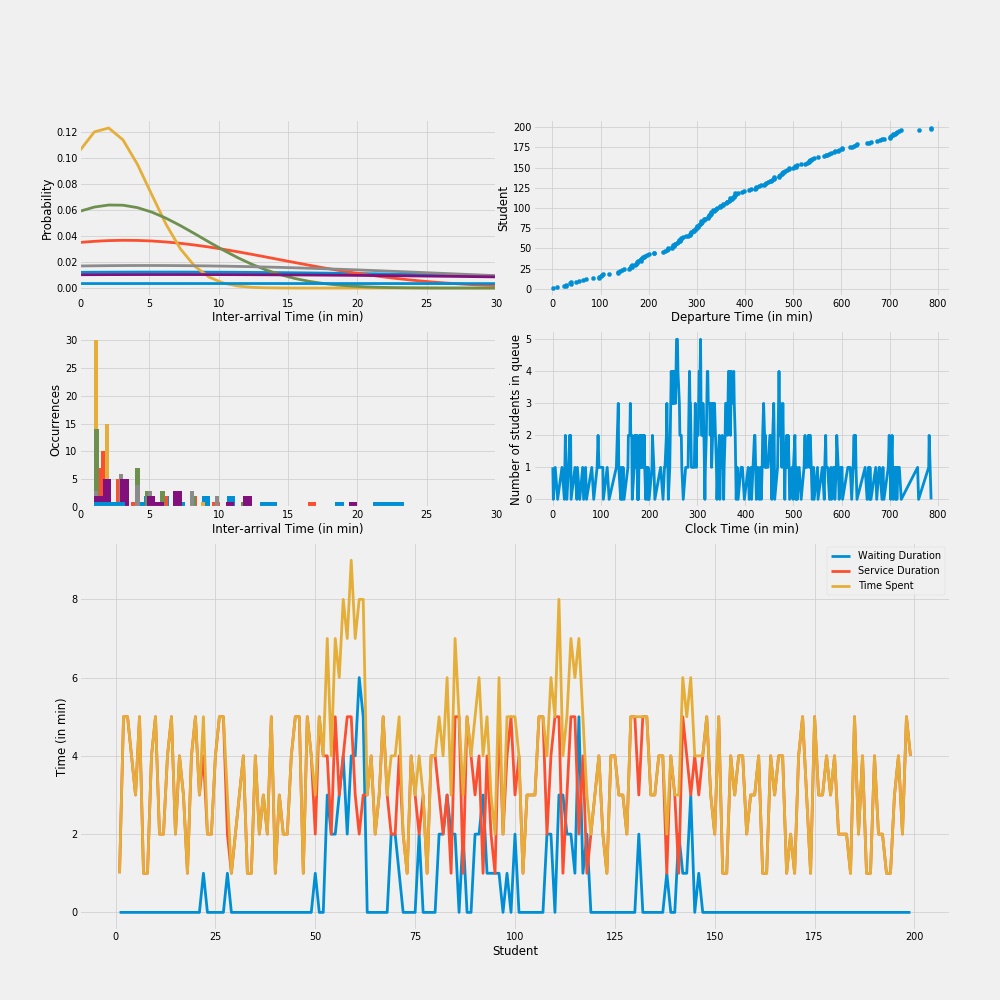 0.12
0.10
0.08
0.06
0.04
0.02
0.00
Probability
0 5 10 15 20 25 30
Inter-arrival Time (in min)
200
175
150
125
100
75
50
25
0
Student
0 100 200 300 400 500 600 700 800
Departure Time (in min)
30
25
20
15
10
5
0
Occurrences
0 5 10 15 20 25 30
Inter-arrival Time (in min)
5
4
3
2
1
0
Number of students in queue
0 100 200 300 400 500 600 700 800
Clock Time (in min)
Waiting Duration
Service Duration
Time Spent
8
6
4
2
0
Time (in min)
0 25 50 75 100 125 150 175 200
Student